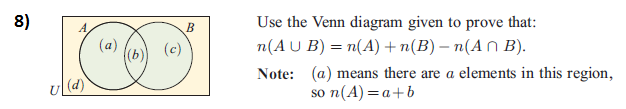 8)
A B
(a) (b) (c)
U (d)
Use the Venn diagram given to prove that:
n(A ∪ B) = n(A) + n(B) − n(A ∩ B).
Note: (a) means there are a elements in this region,
so n(A) = a + b